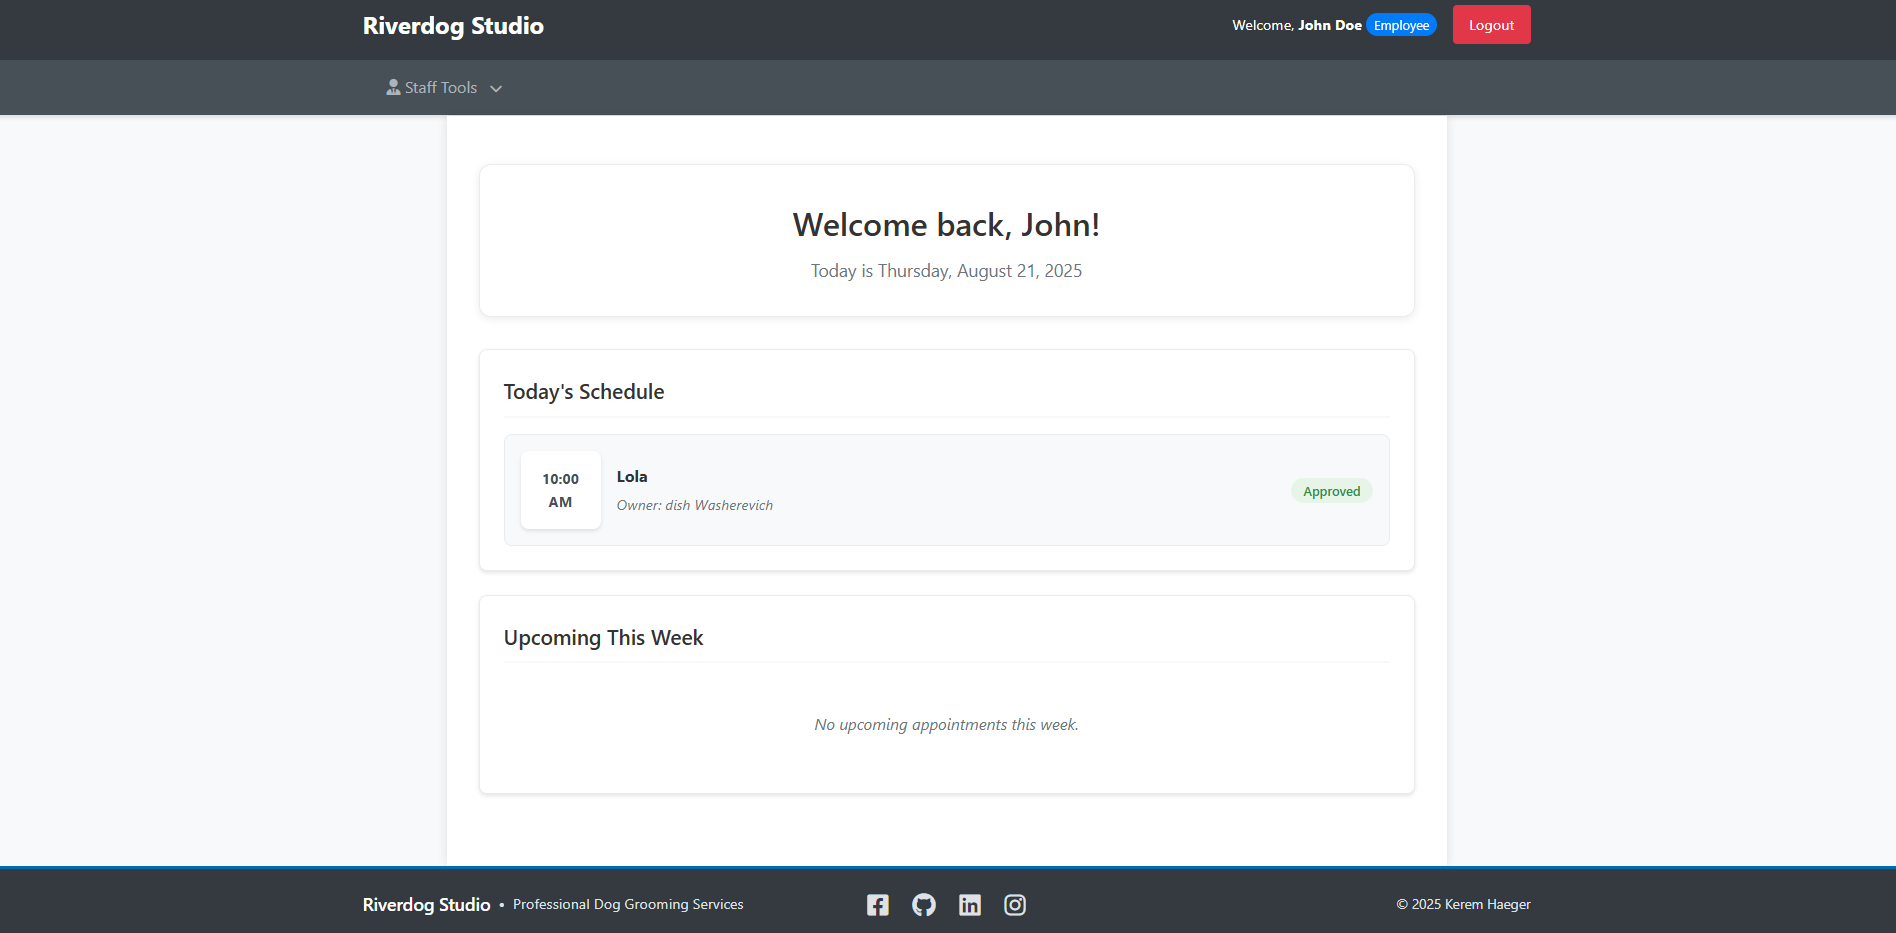 Riverdog Studio
Welcome, John Doe Employee Logout
Staff Tools
Welcome back, John!
Today is Thursday, August 21, 2025
Today's Schedule
10:00
AM
Lola
Owner: dish Washerevich
Approved
Upcoming This Week
No upcoming appointments this week.
Riverdog Studio • Professional Dog Grooming Services
© 2025 Kerem Haeger